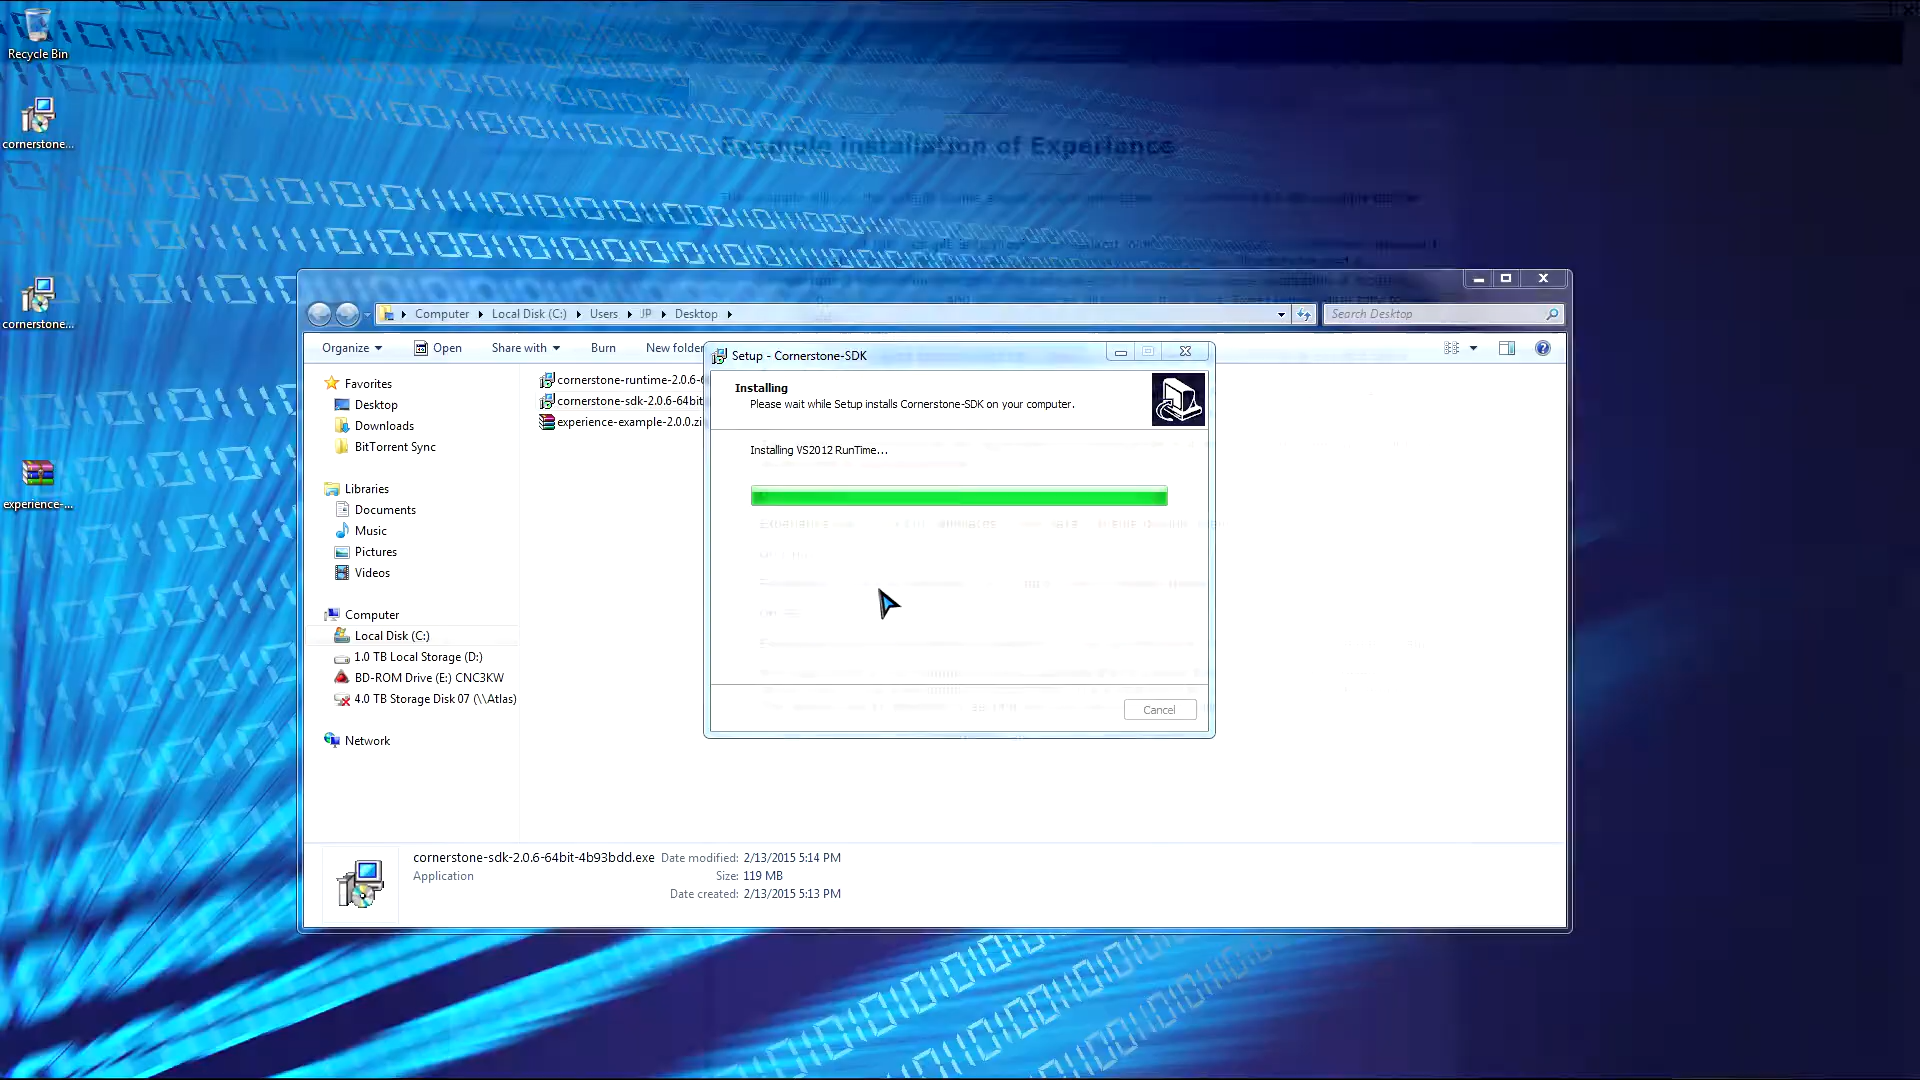 Recycle Bin
cornerstone...
cornerstone...
experience-...
Example installation of Experience
Computer
Local Disk (C:)
Users
JP
Desktop
Search Desktop
Organize
Open
Share with
Burn
New folder
Favorites
Desktop
Downloads
BitTorrent Sync
Libraries
Documents
Music
Pictures
Videos
Computer
Local Disk (C:)
1.0 TB Local Storage (D:)
BD-ROM Drive (E:) CNC3KW
4.0 TB Storage Disk 07 (\\Atlas)
Network
cornerstone-runtime-2.0.6-6
cornerstone-sdk-2.0.6-64bit
experience-example-2.0.0.zi
Setup - Cornerstone-SDK
Installing
Please wait while Setup installs Cornerstone-SDK on your computer.
Installing VS2012 RunTime...
Cancel
cornerstone-sdk-2.0.6-64bit-4b93bdd.exe Date modified: 2/13/2015 5:14 PM
Application Size: 119 MB
Date created: 2/13/2015 5:13 PM